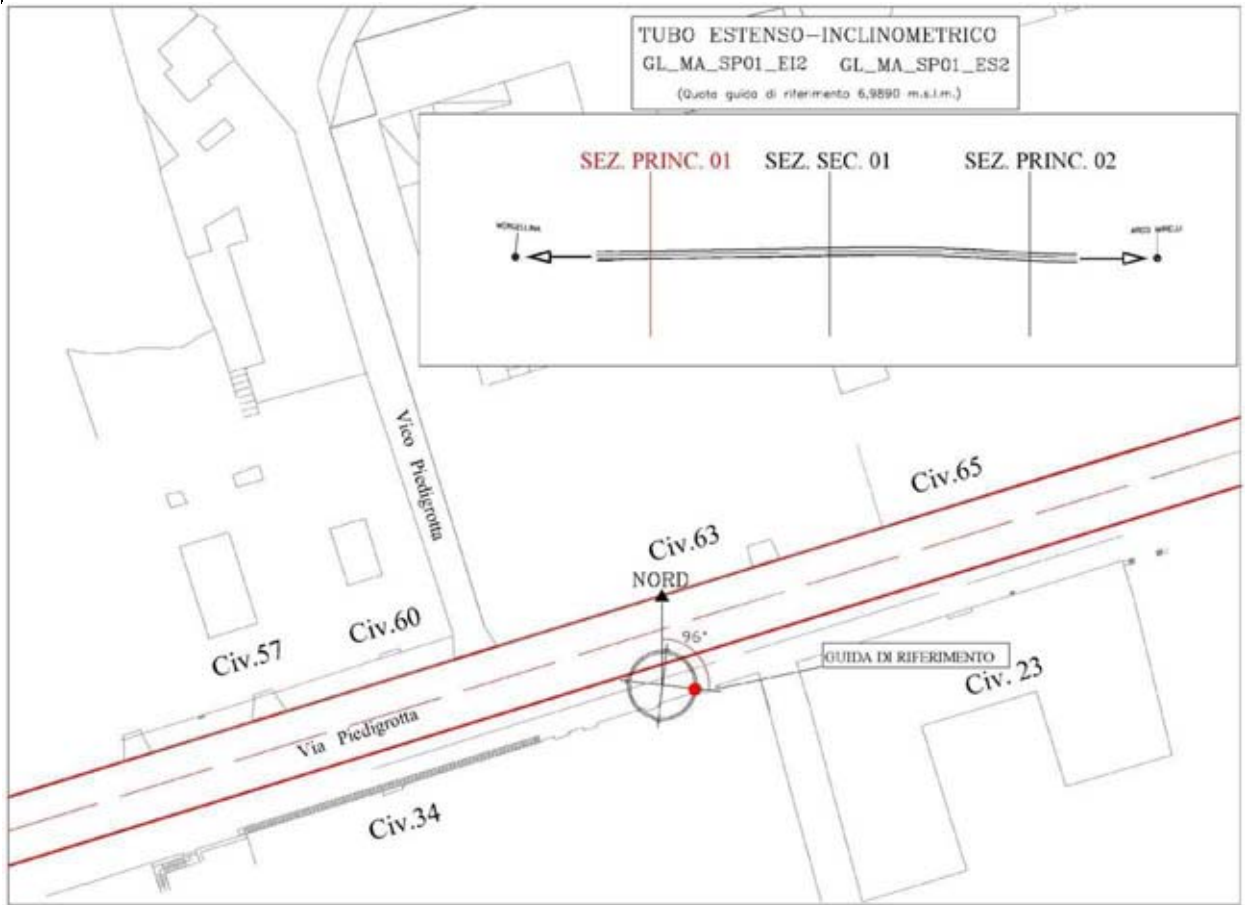 TUBO ESTENSO-INCLINOMETRICO
GL_MA_SP01_EI2 GL_MA_SP01_ES2
(Quota guida di riferimento 6,9890 m.s.l.m.)
SEZ. PRINC. 01
SEZ. SEC. 01
SEZ. PRINC. 02
MERGELLINA
ARCO MIRELLI
Vico Piedigrotta
Civ.65
Civ.63
NORD
96°
Civ.60
Civ.57
GUIDA DI RIFERIMENTO
Civ. 23
Via Piedigrotta
Civ.34